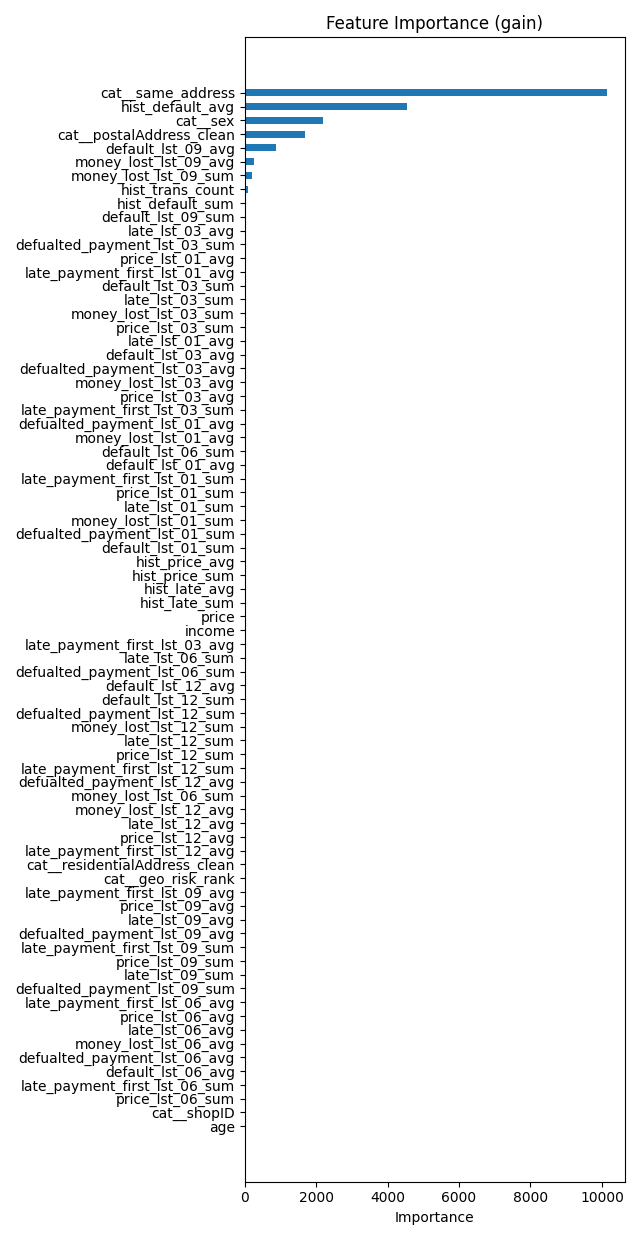 Feature Importance (gain)
cat__same_address
hist_default_avg
cat__sex
cat__postalAddress_clean
default_lst_09_avg
money_lost_lst_09_avg
money_lost_lst_09_sum
hist_trans_count
hist_default_sum
default_lst_09_sum
late_lst_03_avg
defualted_payment_lst_03_sum
price_lst_01_avg
late_payment_first_lst_01_avg
default_lst_03_sum
late_lst_03_sum
money_lost_lst_03_sum
price_lst_03_sum
late_lst_01_avg
default_lst_03_avg
defualted_payment_lst_03_avg
money_lost_lst_03_avg
price_lst_03_avg
late_payment_first_lst_03_sum
defualted_payment_lst_01_avg
money_lost_lst_01_avg
default_lst_06_sum
default_lst_01_avg
late_payment_first_lst_01_sum
price_lst_01_sum
late_lst_01_sum
money_lost_lst_01_sum
defualted_payment_lst_01_sum
default_lst_01_sum
hist_price_avg
hist_price_sum
hist_late_avg
hist_late_sum
price
income
late_payment_first_lst_03_avg
late_lst_06_sum
defualted_payment_lst_06_sum
default_lst_12_avg
default_lst_12_sum
defualted_payment_lst_12_sum
money_lost_lst_12_sum
late_lst_12_sum
price_lst_12_sum
late_payment_first_lst_12_sum
defualted_payment_lst_12_avg
money_lost_lst_06_sum
money_lost_lst_12_avg
late_lst_12_avg
price_lst_12_avg
late_payment_first_lst_12_avg
cat__residentialAddress_clean
cat__geo_risk_rank
late_payment_first_lst_09_avg
price_lst_09_avg
late_lst_09_avg
defualted_payment_lst_09_avg
late_payment_first_lst_09_sum
price_lst_09_sum
late_lst_09_sum
defualted_payment_lst_09_sum
late_payment_first_lst_06_avg
price_lst_06_avg
late_lst_06_avg
money_lost_lst_06_avg
defualted_payment_lst_06_avg
default_lst_06_avg
late_payment_first_lst_06_sum
price_lst_06_sum
cat__shopID
age
0 2000 4000 6000 8000 10000
Importance